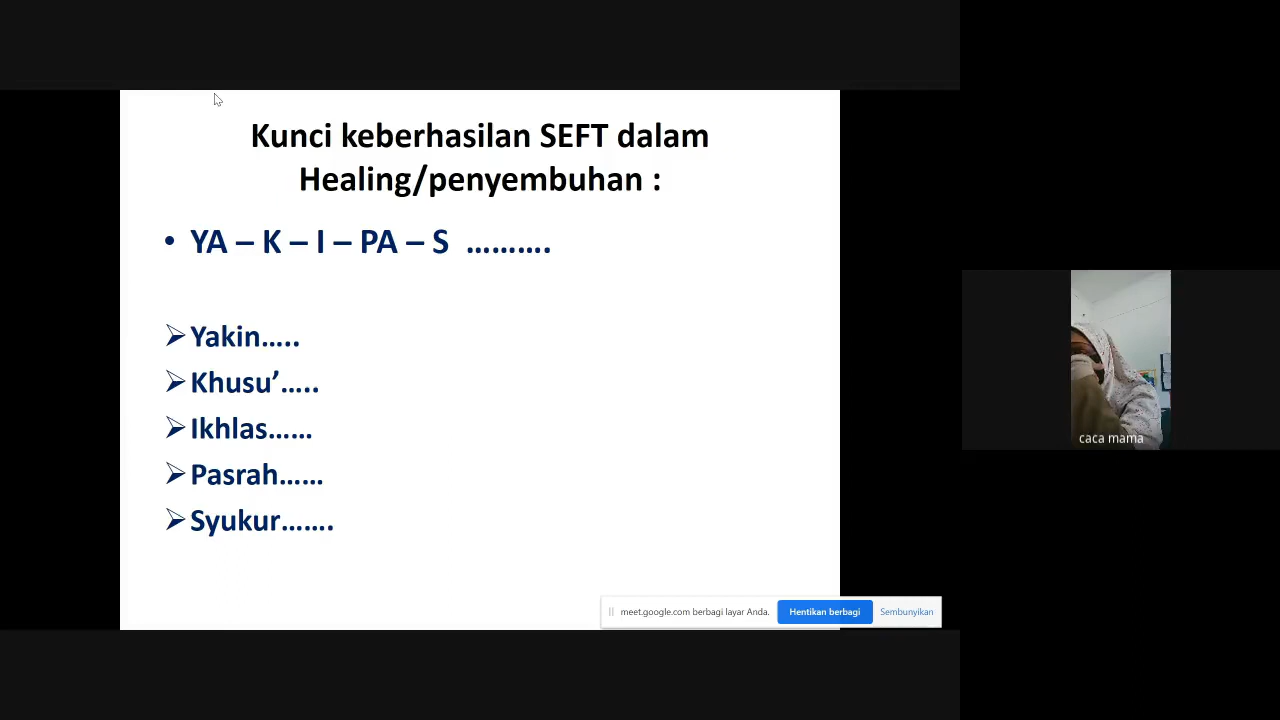 Kunci keberhasilan SEFT dalam
Healing/penyembuhan :
• YA – K – I – PA – S ……….
➢Yakin…..
➢Khusu’…..
➢Ikhlas……
➢Pasrah……
➢Syukur…….
meet.google.com berbagi layar Anda. Hentikan berbagi Sembunyikan
caca mama